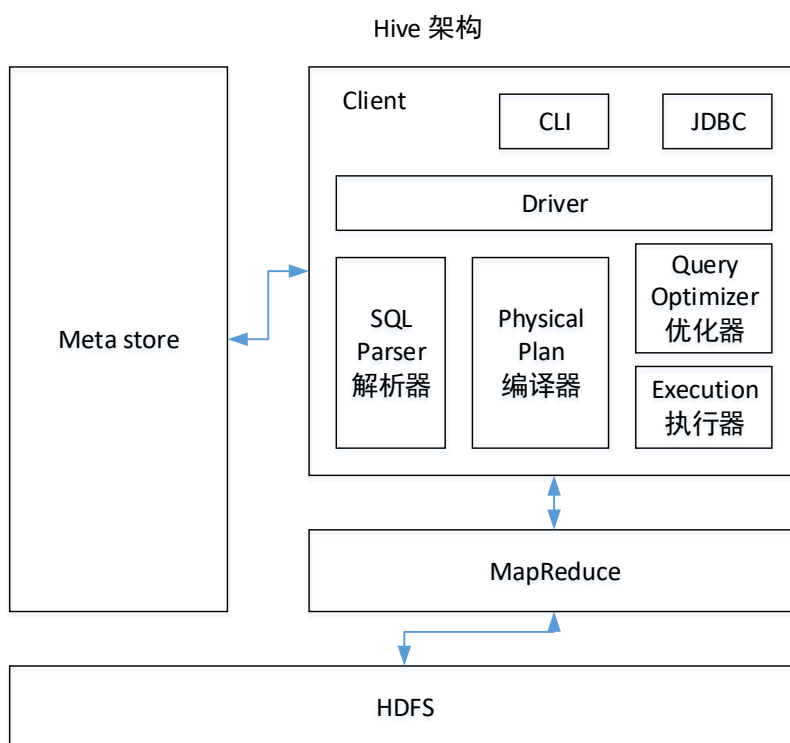 Hive 架构
Client
CLI
JDBC
Driver
Meta store
SQL
Parser
解析器
Physical
Plan
编译器
Query
Optimizer
优化器
Execution
执行器
MapReduce
HDFS